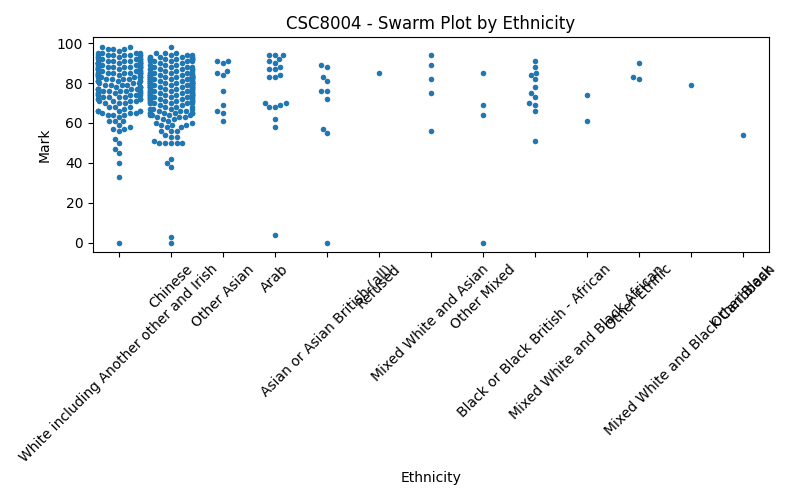 CSC8004 - Swarm Plot by Ethnicity
Mark
100
80
60
40
20
0
White including Another other and Irish
Chinese
Other Asian
Arab
Asian or Asian British (all)
Refused
Mixed White and Asian
Other Mixed
Black or Black British - African
Mixed White and Black African
Other Ethnic
Mixed White and Black Caribbean
Other Black
Ethnicity